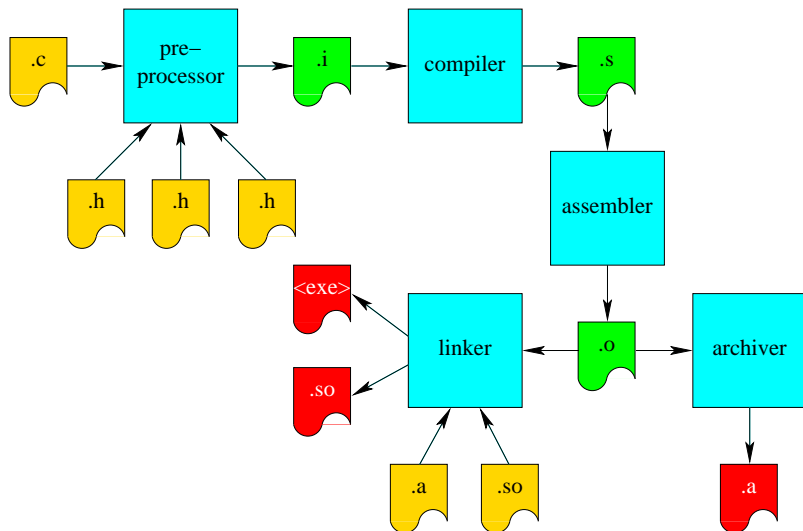 .c
pre–
processor
.i
compiler
.s
.h
.h
.h
assembler
<exe>
linker
.o
archiver
.so
.a
.so
.a